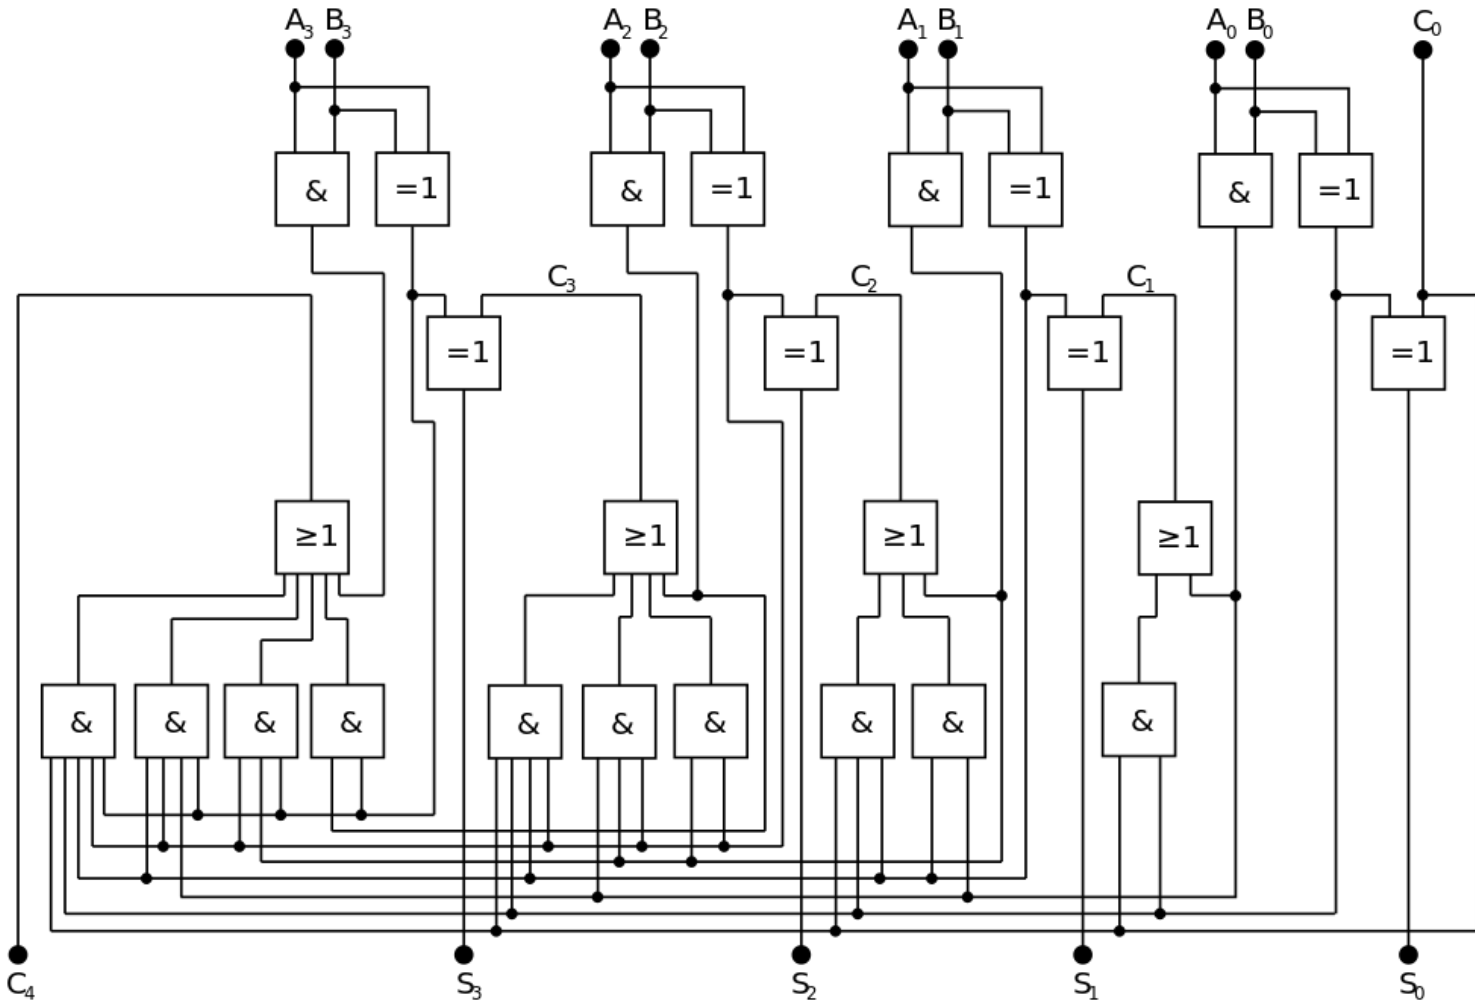 A₃ B₃ A₂ B₂ A₁ B₁ A₀ B₀ C₀
& =1 & =1 & =1 & =1
C₃ C₂ C₁
=1 =1 =1 =1
≥1 ≥1 ≥1 ≥1
& & & & & & & & & &
C₄ S₃ S₂ S₁ S₀